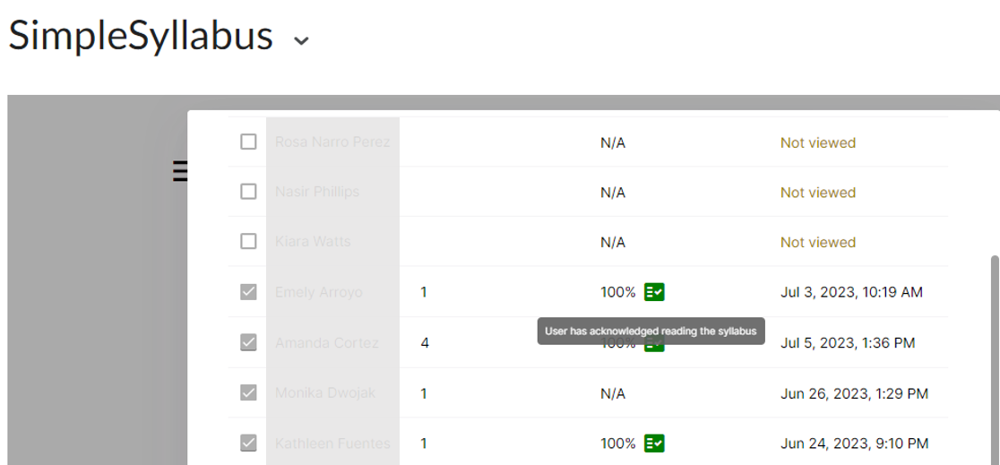 SimpleSyllabus
Rosa Narro Perez N/A Not viewed
Nasir Phillips N/A Not viewed
Kiara Watts N/A Not viewed
Emely Arroyo 1 100% Jul 3, 2023, 10:19 AM
User has acknowledged reading the syllabus
Amanda Cortez 4 100% Jul 5, 2023, 1:36 PM
Monika Dwojak 1 N/A Jun 26, 2023, 1:29 PM
Kathleen Fuentes 1 100% Jun 24, 2023, 9:10 PM